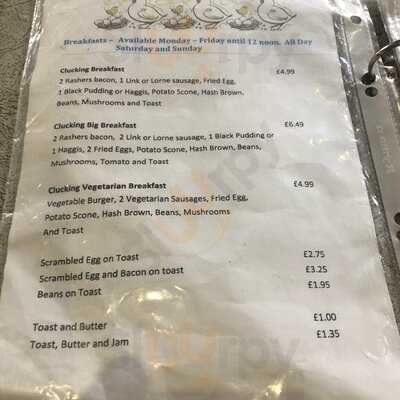 Breakfasts – Available Monday – Friday until 12 noon. All Day
Saturday and Sunday
Clucking Breakfast £4.99
2 Rashers bacon, 1 Link or Lorne sausage, Fried Egg,
1 Black Pudding or Haggis, Potato Scone, Hash Brown,
Beans, Mushrooms and Toast
Clucking Big Breakfast £6.49
2 Rashers bacon, 2 Link or Lorne sausage, 1 Black Pudding or
1 Haggis, 2 Fried Eggs, Potato Scone, Hash Brown, Beans,
Mushrooms, Tomato and Toast
Clucking Vegetarian Breakfast £4.99
Vegetable Burger, 2 Vegetarian Sausages, Fried Egg,
Potato Scone, Hash Brown, Beans, Mushrooms
And Toast
Scrambled Egg on Toast £2.75
Scrambled Egg and Bacon on toast £3.25
Beans on Toast £1.95
Toast and Butter £1.00
Toast, Butter and Jam £1.35